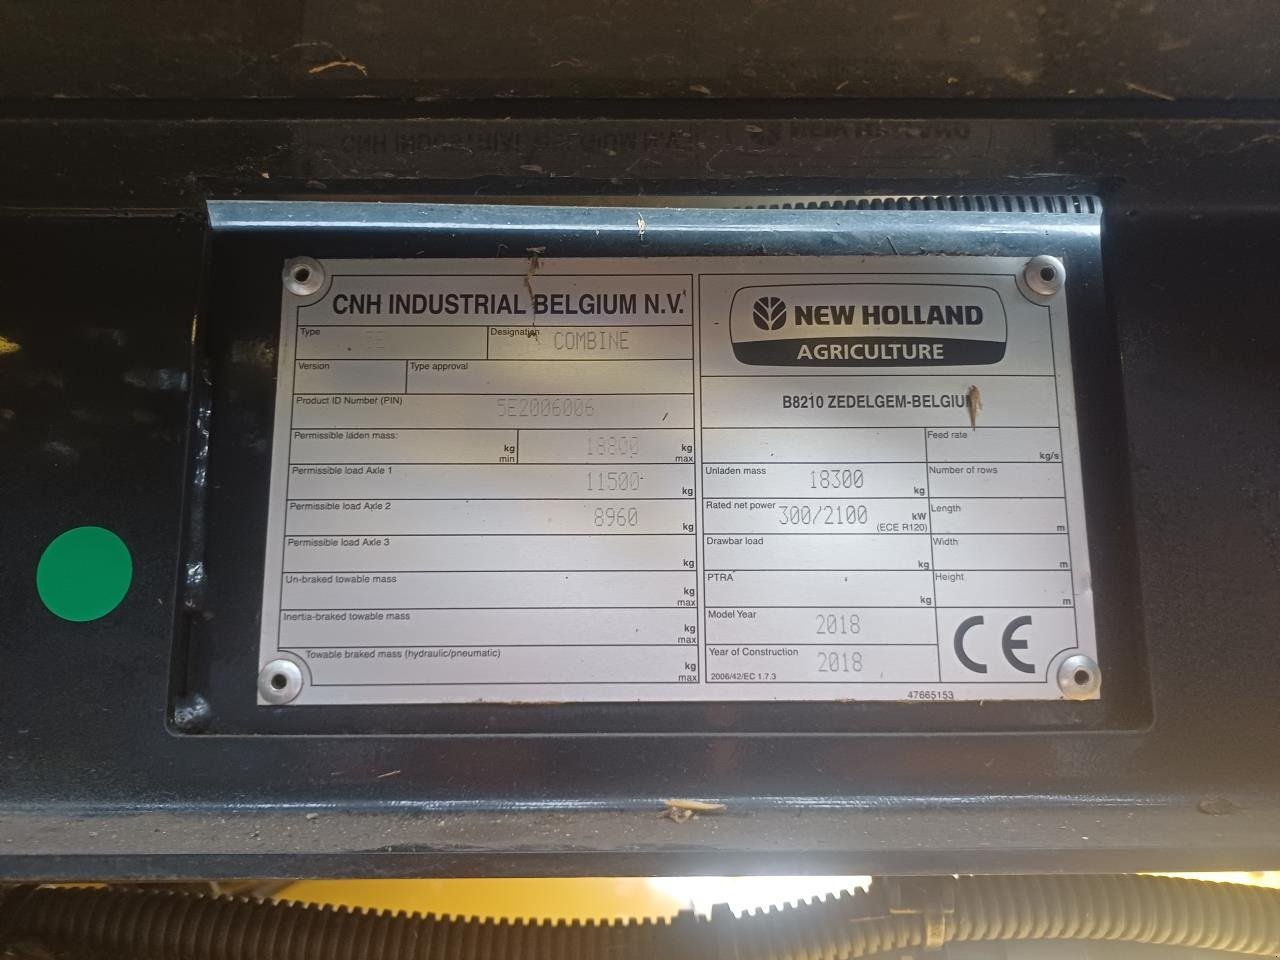 CNH INDUSTRIAL BELGIUM N.V.
Type 5E Designation COMBINE
Version Type approval
Product ID Number (PIN) 5E2006006
Permissible laden mass: kg min 18800 kg max
Permissible load Axle 1 11500 kg
Permissible load Axle 2 8960 kg
Permissible load Axle 3 kg
Un-braked towable mass kg max
Inertia-braked towable mass kg max
Towable braked mass (hydraulic/pneumatic) kg max
NEW HOLLAND
AGRICULTURE
B8210 ZEDELGEM-BELGIUM
Feed rate kg/s
Unladen mass 18300 kg Number of rows
Rated net power 300/2100 kW (ECE R120) Length m
Drawbar load kg Width m
PTRA kg Height m
Model Year 2018
Year of Construction 2018
2006/42/EC 1.7.3
CE
47665153